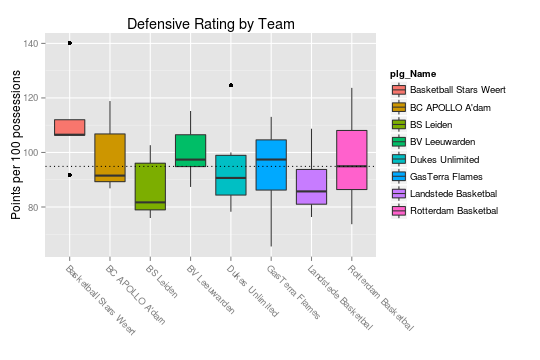 Defensive Rating by Team
Points per 100 possessions
140
120
100
80
Basketball Stars Weert
BC APOLLO A'dam
BS Leiden
BV Leeuwarden
Dukes Unlimited
GasTerra Flames
Landstede Basketbal
Rotterdam Basketbal
plg_Name
Basketball Stars Weert
BC APOLLO A'dam
BS Leiden
BV Leeuwarden
Dukes Unlimited
GasTerra Flames
Landstede Basketbal
Rotterdam Basketbal